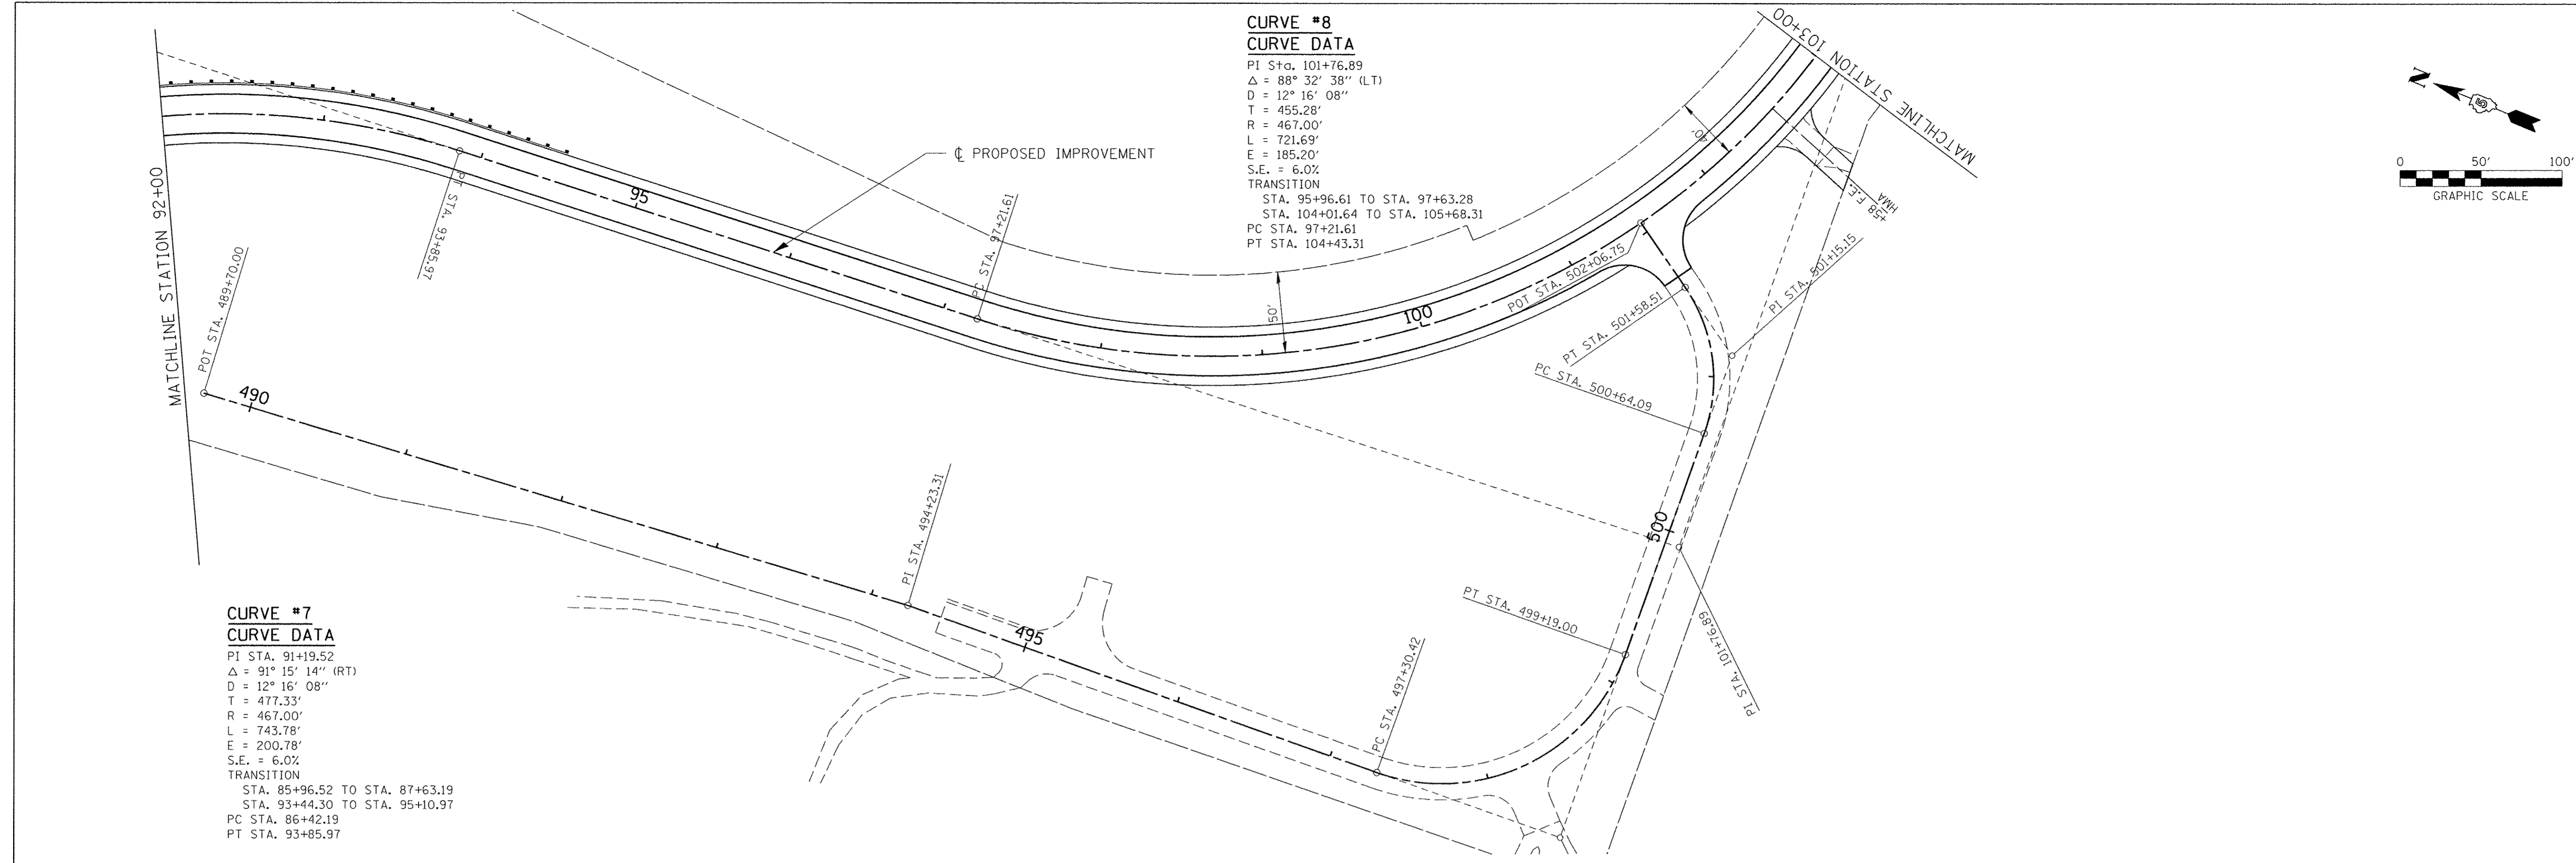 CURVE #8
CURVE DATA
PI Sta. 101+76.89
Δ = 88° 32' 38'' (LT)
D = 12° 16' 08''
T = 455.28'
R = 467.00'
L = 721.69'
E = 185.20'
S.E. = 6.0%
TRANSITION
STA. 95+96.61 TO STA. 97+63.28
STA. 104+01.64 TO STA. 105+68.31
PC STA. 97+21.61
PT STA. 104+43.31
MATCHLINE STATION 103+00
N
0 50' 100'
GRAPHIC SCALE
MATCHLINE STATION 92+00
℄ PROPOSED IMPROVEMENT
PT STA. 93+85.97
95
PC STA. 97+21.61
50'
100
40'
+58 F.E.
HMA
POT STA. 502+06.75
PT STA. 501+58.51
PI STA. 501+15.15
PC STA. 500+64.09
POT STA. 489+70.00
490
PI STA. 494+23.31
495
PC STA. 497+30.42
PT STA. 499+19.00
500
PI STA. 101+76.89
CURVE #7
CURVE DATA
PI STA. 91+19.52
Δ = 91° 15' 14'' (RT)
D = 12° 16' 08''
T = 477.33'
R = 467.00'
L = 743.78'
E = 200.78'
S.E. = 6.0%
TRANSITION
STA. 85+96.52 TO STA. 87+63.19
STA. 93+44.30 TO STA. 95+10.97
PC STA. 86+42.19
PT STA. 93+85.97